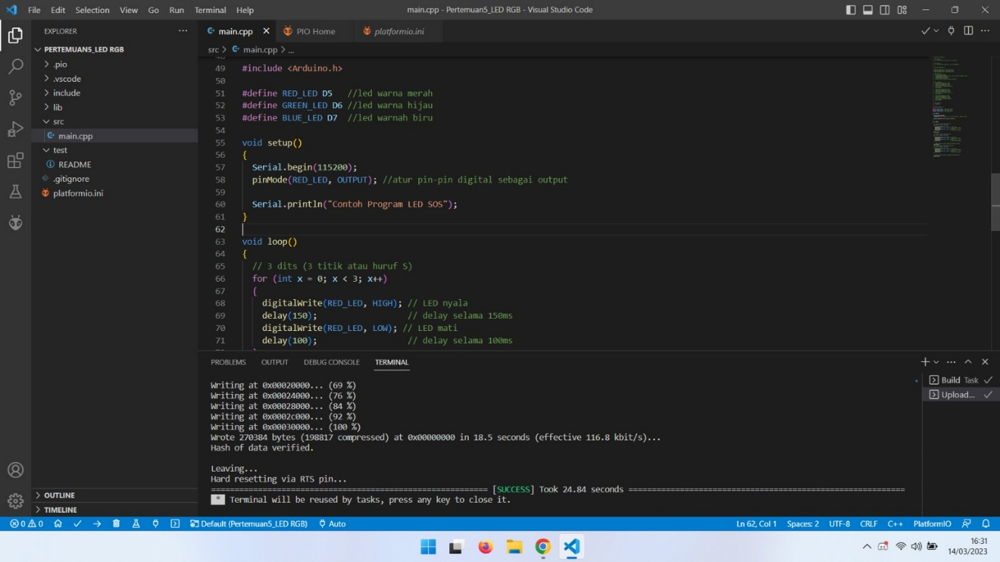 File Edit Selection View Go Run Terminal Help
main.cpp - Pertemuan5_LED RGB - Visual Studio Code
EXPLORER
PERTEMUAN5_LED RGB
.pio
.vscode
include
lib
src
main.cpp
test
README
.gitignore
platformio.ini
OUTLINE
TIMELINE
main.cpp PIO Home platformio.ini
src > main.cpp > ...
49 #include <Arduino.h>
50
51 #define RED_LED D5 //led warna merah
52 #define GREEN_LED D6 //led warna hijau
53 #define BLUE_LED D7 //led warnah biru
54
55 void setup()
56 {
57 Serial.begin(115200);
58 pinMode(RED_LED, OUTPUT); //atur pin-pin digital sebagai output
59
60 Serial.println("Contoh Program LED SOS");
61 }
62
63 void loop()
64 {
65 // 3 dits (3 titik atau huruf S)
66 for (int x = 0; x < 3; x++)
67 {
68 digitalWrite(RED_LED, HIGH); // LED nyala
69 delay(150); // delay selama 150ms
70 digitalWrite(RED_LED, LOW); // LED mati
71 delay(100); // delay selama 100ms
PROBLEMS OUTPUT DEBUG CONSOLE TERMINAL
Writing at 0x00020000... (69 %)
Writing at 0x00024000... (76 %)
Writing at 0x00028000... (84 %)
Writing at 0x0002c000... (92 %)
Writing at 0x00030000... (100 %)
Wrote 270384 bytes (198817 compressed) at 0x00000000 in 18.5 seconds (effective 116.8 kbit/s)...
Hash of data verified.
Leaving...
Hard resetting via RTS pin...
[SUCCESS] Took 24.84 seconds
* Terminal will be reused by tasks, press any key to close it.
Build Task
Upload...
0 0 Default (Pertemuan5_LED RGB) Auto
Ln 62, Col 1 Spaces: 2 UTF-8 CRLF C++ PlatformIO
16:31
14/03/2023